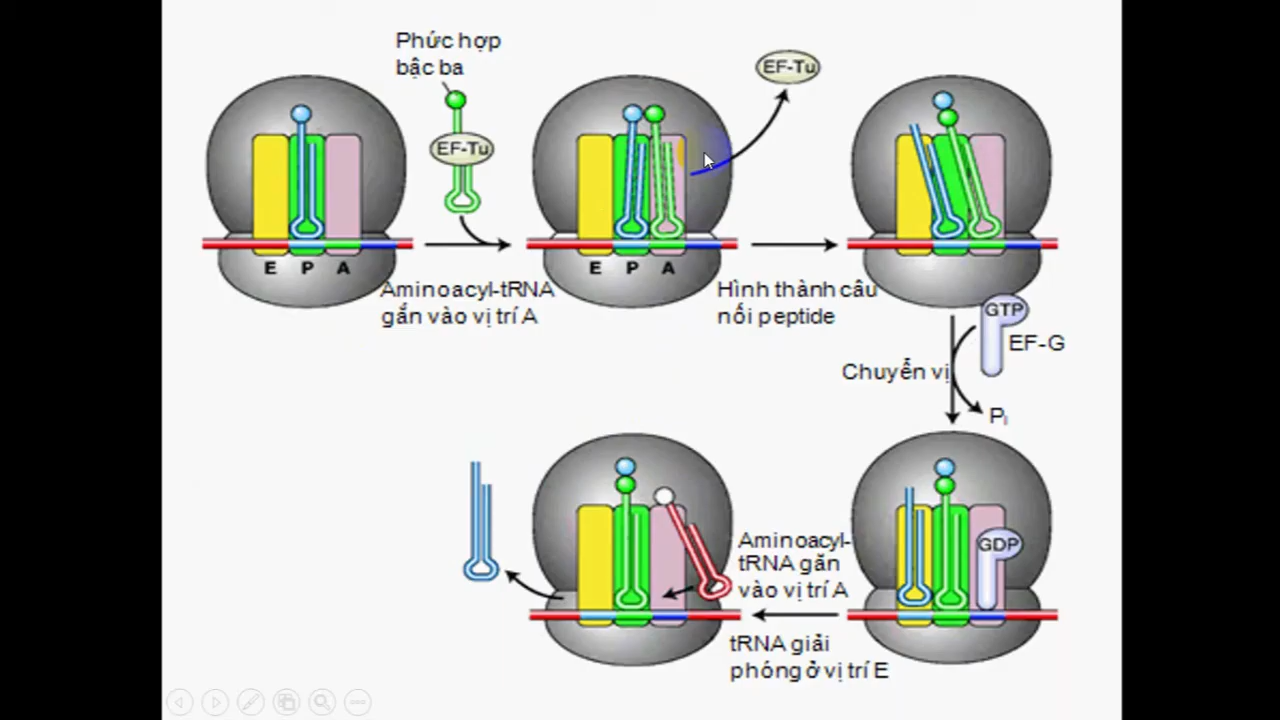 Phức hợp
bậc ba
EF-Tu
EF-Tu
E P A
E P A
Aminoacyl-tRNA
gắn vào vị trí A
Hình thành cầu
nối peptide
GTP
EF-G
Chuyển vị
Pi
GDP
Aminoacyl-
tRNA gắn
vào vị trí A
tRNA giải
phóng ở vị trí E